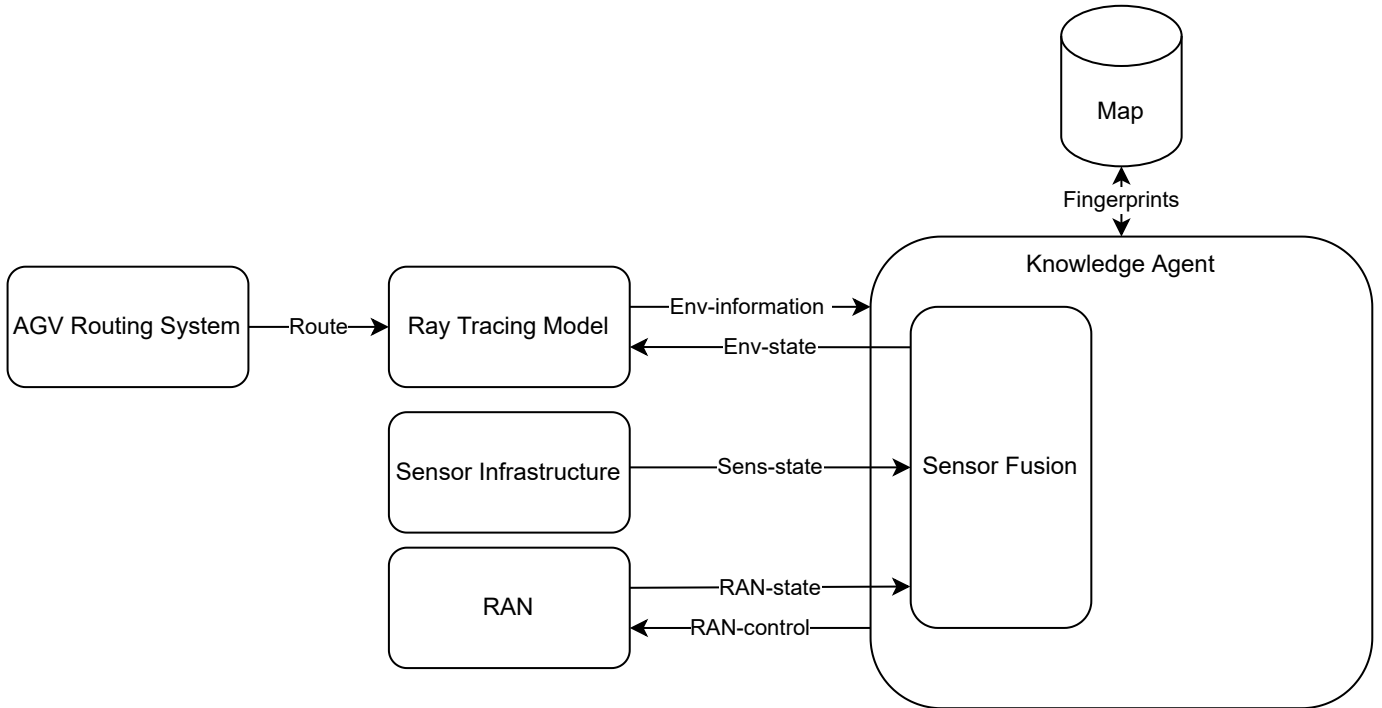 Map
Fingerprints
Knowledge Agent
AGV Routing System
Route
Ray Tracing Model
Env-information
Env-state
Sensor Infrastructure
Sens-state
Sensor Fusion
RAN
RAN-state
RAN-control